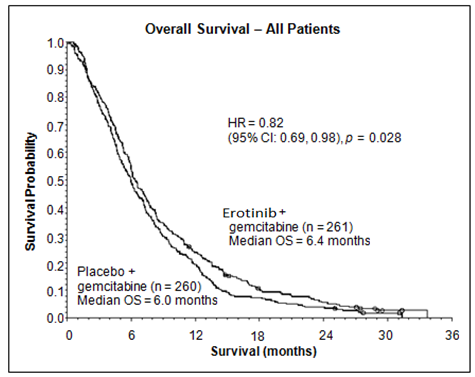 Overall Survival – All Patients
1.0
0.9
0.8
0.7
0.6
0.5
0.4
0.3
0.2
0.1
0.0
Survival Probability
HR = 0.82
(95% CI: 0.69, 0.98), p = 0.028
Erotinib +
gemcitabine (n = 261)
Median OS = 6.4 months
Placebo +
gemcitabine (n = 260)
Median OS = 6.0 months
0 6 12 18 24 30 36
Survival (months)